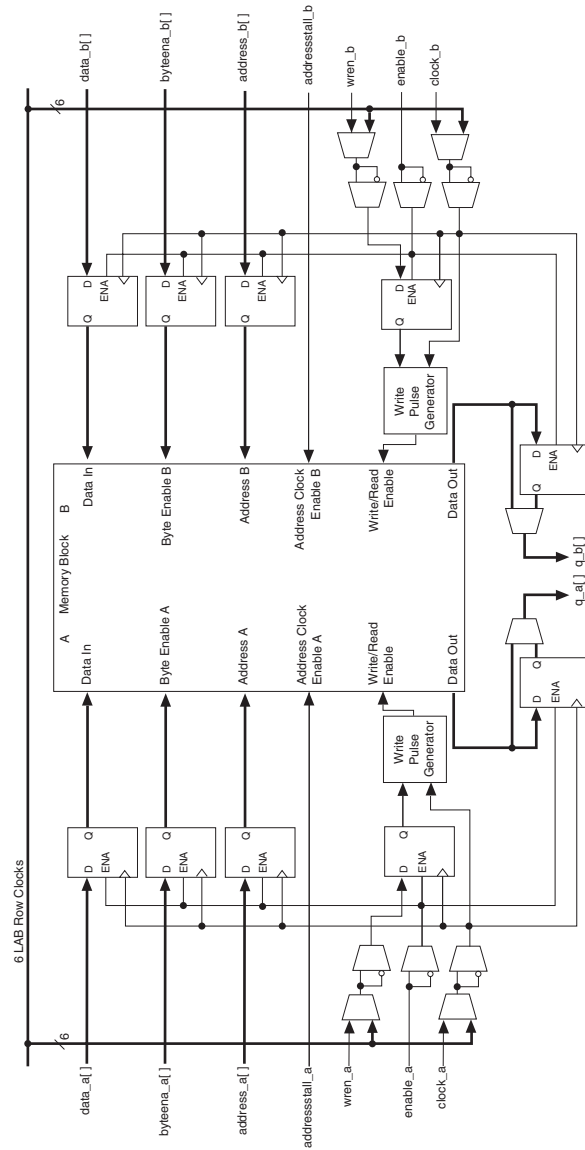 6 LAB Row Clocks
6
A
Memory Block
B
6
data_a[ ]
D
Q
ENA
Data In
Data In
Q
D
ENA
data_b[ ]
byteena_a[ ]
D
Q
ENA
Byte Enable A
Byte Enable B
Q
D
ENA
byteena_b[ ]
address_a[ ]
D
Q
ENA
Address A
Address B
Q
D
ENA
address_b[ ]
addressstall_a
Address Clock
Enable A
Address Clock
Enable B
addressstall_b
wren_a
enable_a
clock_a
D
Q
ENA
Write
Pulse
Generator
Write/Read
Enable
Write/Read
Enable
Write
Pulse
Generator
Q
D
ENA
wren_b
enable_b
clock_b
Data Out
Data Out
D
Q
ENA
Q
D
ENA
q_a[ ]
q_b[ ]